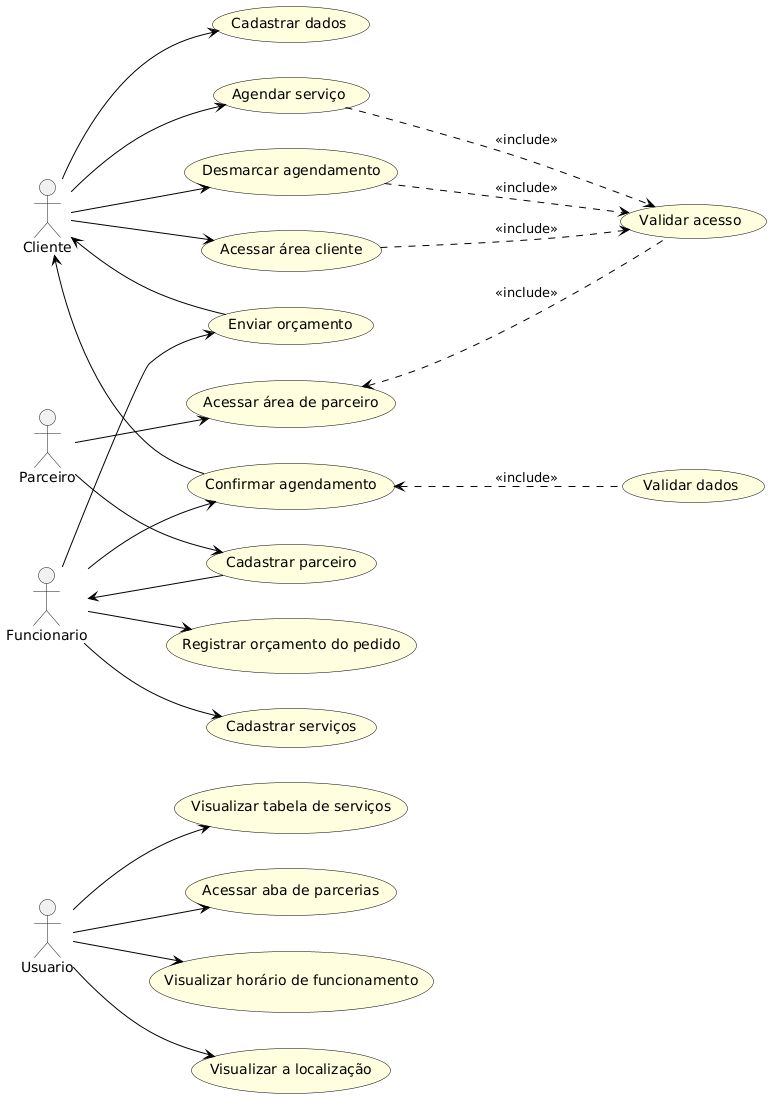 Cadastrar dados
Agendar serviço
«include»
Desmarcar agendamento
«include»
Validar acesso
Cliente
Acessar área cliente
«include»
«include»
Enviar orçamento
Acessar área de parceiro
Parceiro
Confirmar agendamento
«include»
Validar dados
Cadastrar parceiro
Funcionario
Registrar orçamento do pedido
Cadastrar serviços
Visualizar tabela de serviços
Acessar aba de parcerias
Usuario
Visualizar horário de funcionamento
Visualizar a localização